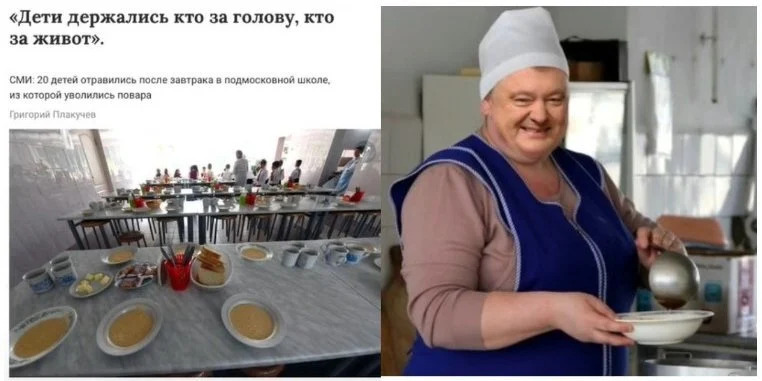 «Дети держались кто за голову, кто
за живот».
СМИ: 20 детей отравились после завтрака в подмосковной школе,
из которой уволились повара
Григорий Плакучев